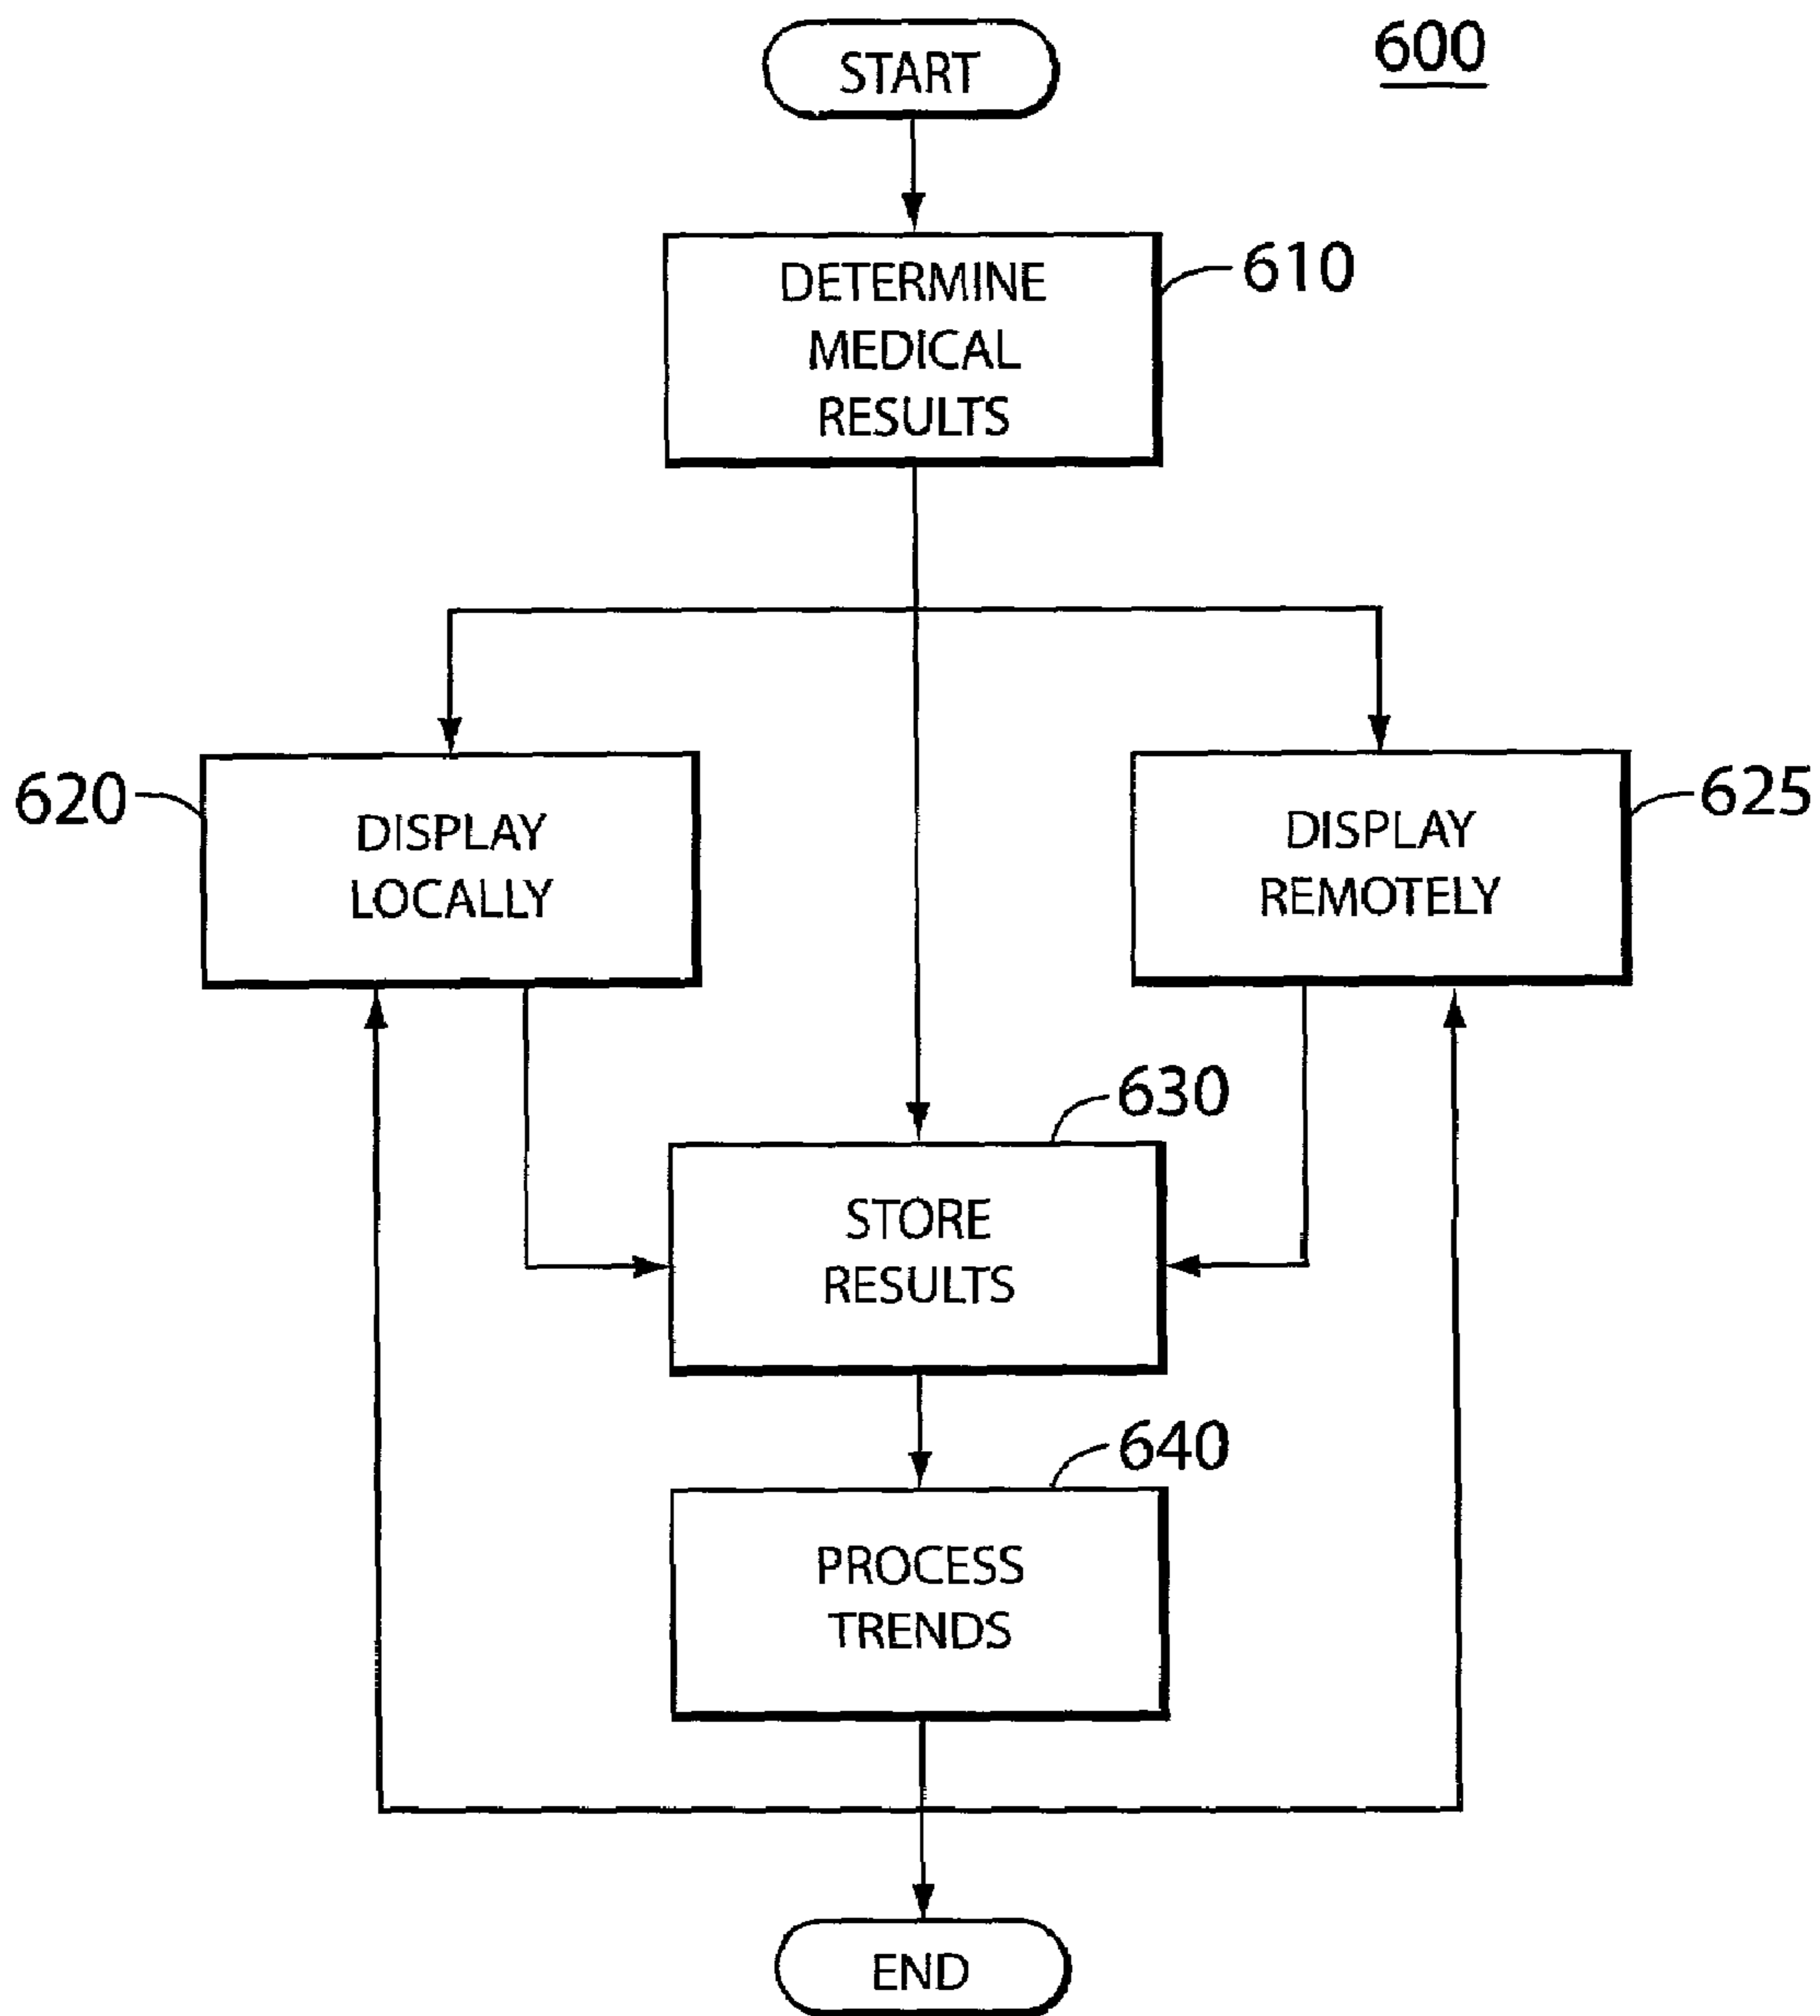 START
600
DETERMINE
MEDICAL
RESULTS
610
620
DISPLAY
LOCALLY
DISPLAY
REMOTELY
625
630
STORE
RESULTS
640
PROCESS
TRENDS
END